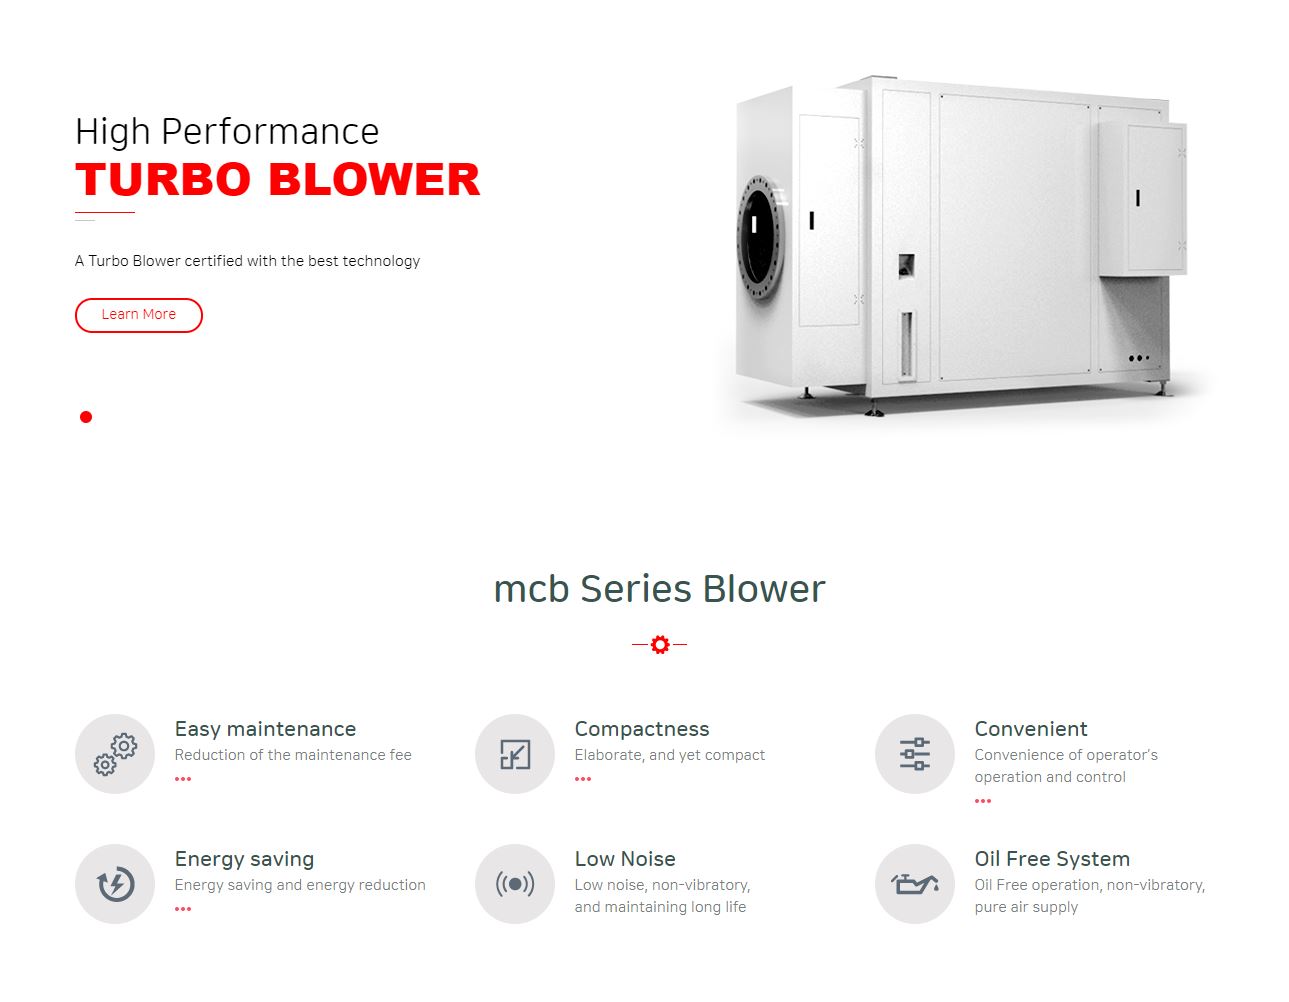 High Performance
TURBO BLOWER
A Turbo Blower certified with the best technology
Learn More
mcb Series Blower
Easy maintenance
Reduction of the maintenance fee
Compactness
Elaborate, and yet compact
Convenient
Convenience of operator's
operation and control
Energy saving
Energy saving and energy reduction
Low Noise
Low noise, non-vibratory,
and maintaining long life
Oil Free System
Oil Free operation, non-vibratory,
pure air supply